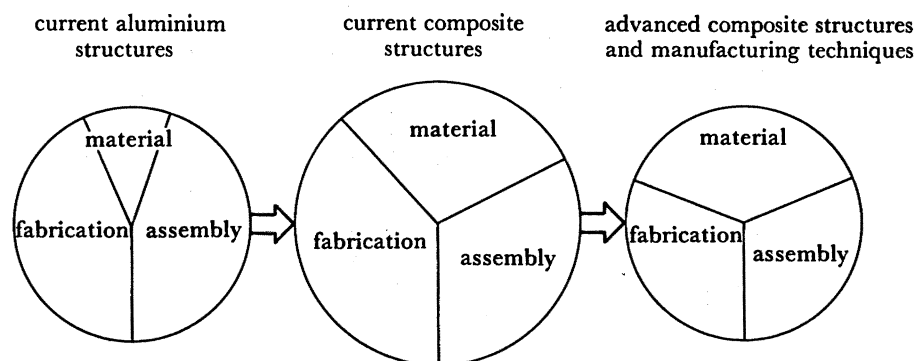 current aluminium
structures
current composite
structures
advanced composite structures
and manufacturing techniques
material
fabrication
assembly
material
fabrication
assembly
material
fabrication
assembly